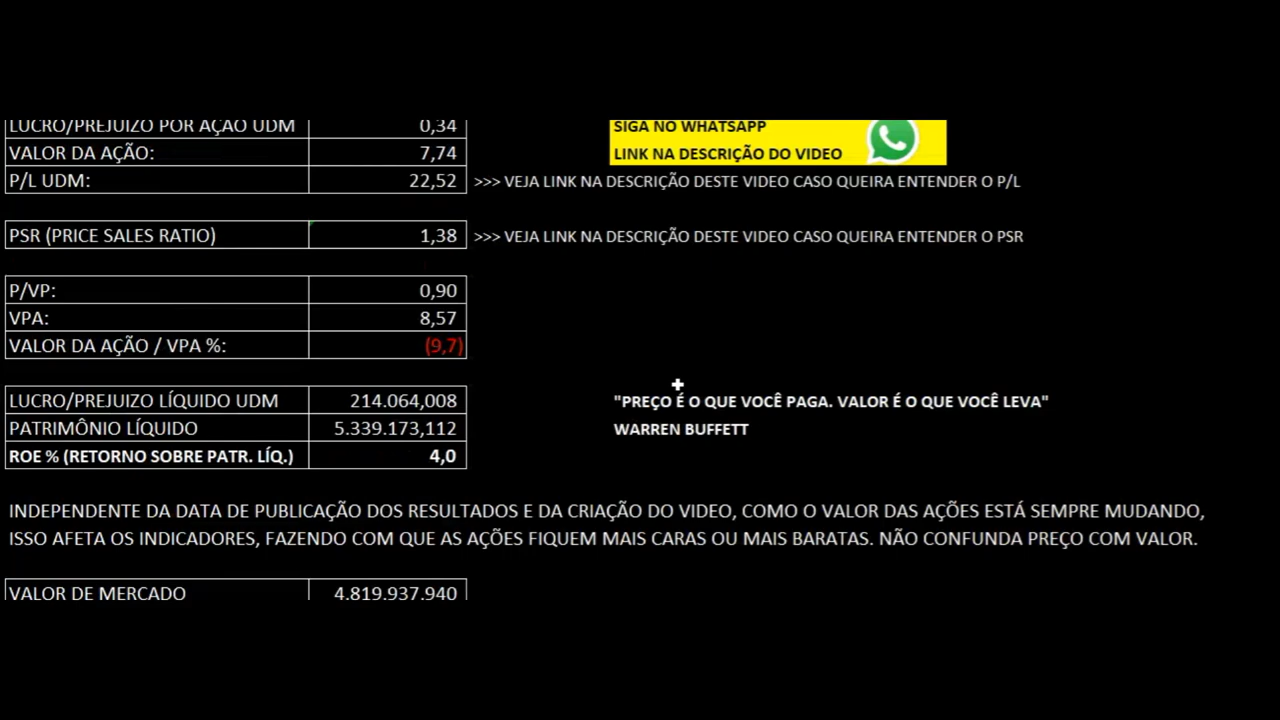 LUCRO/PREJUIZO POR AÇÃO UDM 0,34
SIGA NO WHATSAPP
VALOR DA AÇÃO: 7,74
LINK NA DESCRIÇÃO DO VIDEO
P/L UDM: 22,52 >>> VEJA LINK NA DESCRIÇÃO DESTE VIDEO CASO QUEIRA ENTENDER O P/L
PSR (PRICE SALES RATIO) 1,38 >>> VEJA LINK NA DESCRIÇÃO DESTE VIDEO CASO QUEIRA ENTENDER O PSR
P/VP: 0,90
VPA: 8,57
VALOR DA AÇÃO / VPA %: (9,7)
LUCRO/PREJUIZO LÍQUIDO UDM 214.064,008
"PREÇO É O QUE VOCÊ PAGA. VALOR É O QUE VOCÊ LEVA"
PATRIMÔNIO LÍQUIDO 5.339.173,112
WARREN BUFFETT
ROE % (RETORNO SOBRE PATR. LÍQ.) 4,0
INDEPENDENTE DA DATA DE PUBLICAÇÃO DOS RESULTADOS E DA CRIAÇÃO DO VIDEO, COMO O VALOR DAS AÇÕES ESTÁ SEMPRE MUDANDO,
ISSO AFETA OS INDICADORES, FAZENDO COM QUE AS AÇÕES FIQUEM MAIS CARAS OU MAIS BARATAS. NÃO CONFUNDA PREÇO COM VALOR.
VALOR DE MERCADO 4.819.937.940